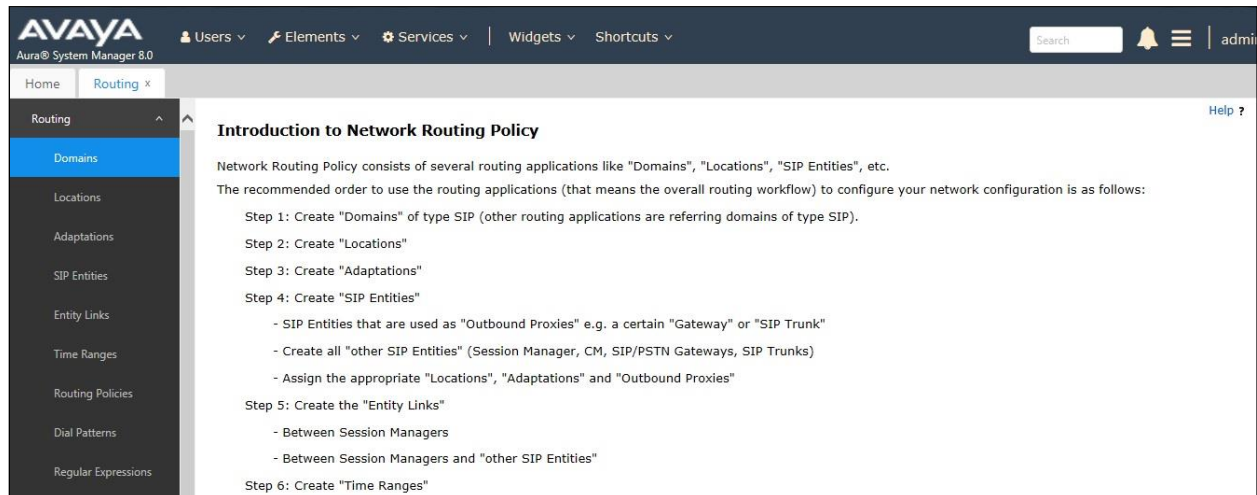 AVAYA
Aura® System Manager 8.0
Users Elements Services | Widgets Shortcuts
Search
admi
Home Routing x
Routing
Help ?
Domains
Locations
Adaptations
SIP Entities
Entity Links
Time Ranges
Routing Policies
Dial Patterns
Regular Expressions
Introduction to Network Routing Policy
Network Routing Policy consists of several routing applications like "Domains", "Locations", "SIP Entities", etc.
The recommended order to use the routing applications (that means the overall routing workflow) to configure your network configuration is as follows:
Step 1: Create "Domains" of type SIP (other routing applications are referring domains of type SIP).
Step 2: Create "Locations"
Step 3: Create "Adaptations"
Step 4: Create "SIP Entities"
- SIP Entities that are used as "Outbound Proxies" e.g. a certain "Gateway" or "SIP Trunk"
- Create all "other SIP Entities" (Session Manager, CM, SIP/PSTN Gateways, SIP Trunks)
- Assign the appropriate "Locations", "Adaptations" and "Outbound Proxies"
Step 5: Create the "Entity Links"
- Between Session Managers
- Between Session Managers and "other SIP Entities"
Step 6: Create "Time Ranges"